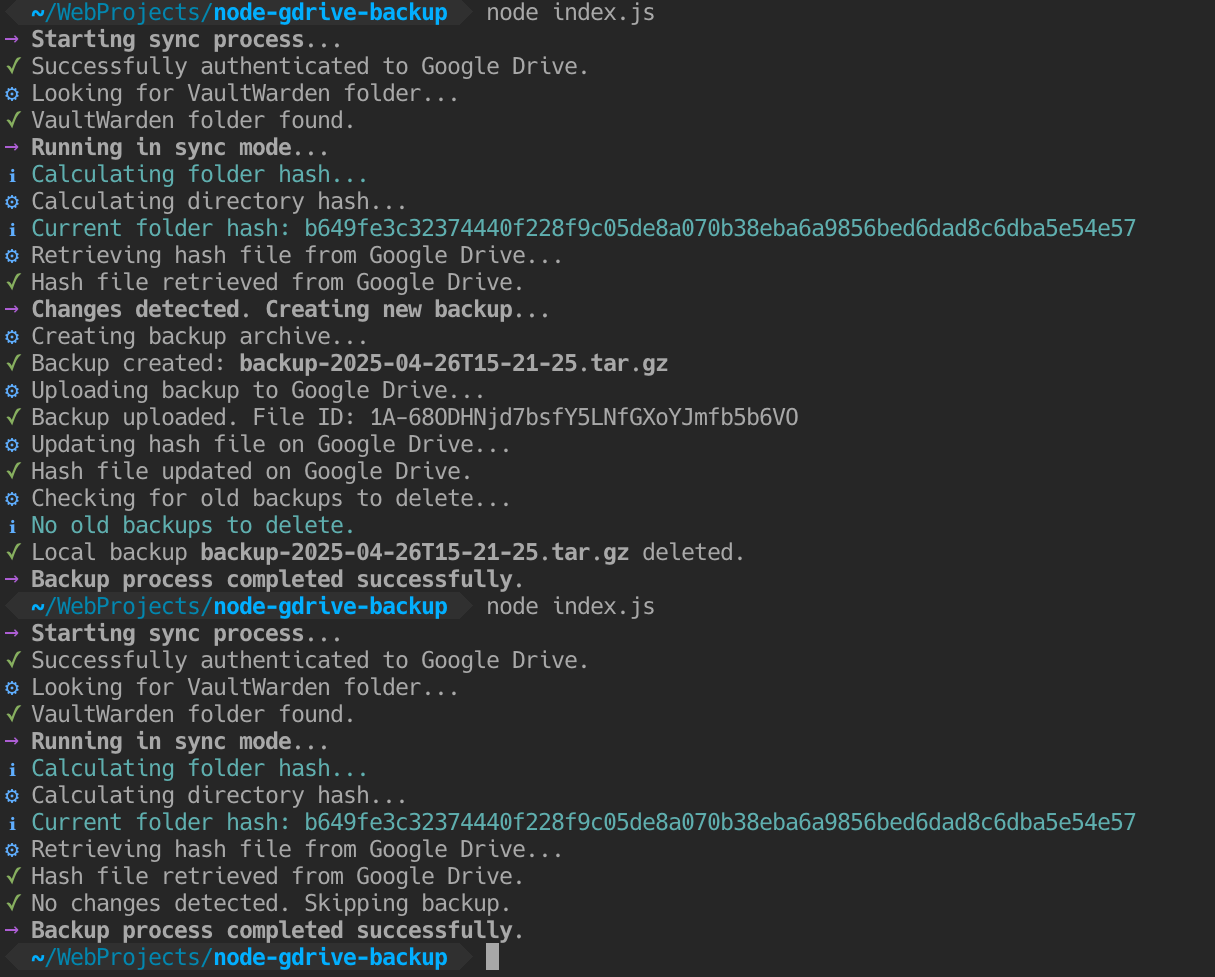 ~/WebProjects/node-gdrive-backup node index.js
→ Starting sync process...
✓ Successfully authenticated to Google Drive.
⚙ Looking for VaultWarden folder...
✓ VaultWarden folder found.
→ Running in sync mode...
ℹ Calculating folder hash...
⚙ Calculating directory hash...
ℹ Current folder hash: b649fe3c32374440f228f9c05de8a070b38eba6a9856bed6dad8c6dba5e54e57
⚙ Retrieving hash file from Google Drive...
✓ Hash file retrieved from Google Drive.
→ Changes detected. Creating new backup...
⚙ Creating backup archive...
✓ Backup created: backup-2025-04-26T15-21-25.tar.gz
⚙ Uploading backup to Google Drive...
✓ Backup uploaded. File ID: 1A-68ODHNjd7bsfY5LNfGXoYJmfb5b6VO
⚙ Updating hash file on Google Drive...
✓ Hash file updated on Google Drive.
⚙ Checking for old backups to delete...
ℹ No old backups to delete.
✓ Local backup backup-2025-04-26T15-21-25.tar.gz deleted.
→ Backup process completed successfully.
~/WebProjects/node-gdrive-backup node index.js
→ Starting sync process...
✓ Successfully authenticated to Google Drive.
⚙ Looking for VaultWarden folder...
✓ VaultWarden folder found.
→ Running in sync mode...
ℹ Calculating folder hash...
⚙ Calculating directory hash...
ℹ Current folder hash: b649fe3c32374440f228f9c05de8a070b38eba6a9856bed6dad8c6dba5e54e57
⚙ Retrieving hash file from Google Drive...
✓ Hash file retrieved from Google Drive.
✓ No changes detected. Skipping backup.
→ Backup process completed successfully.
~/WebProjects/node-gdrive-backup